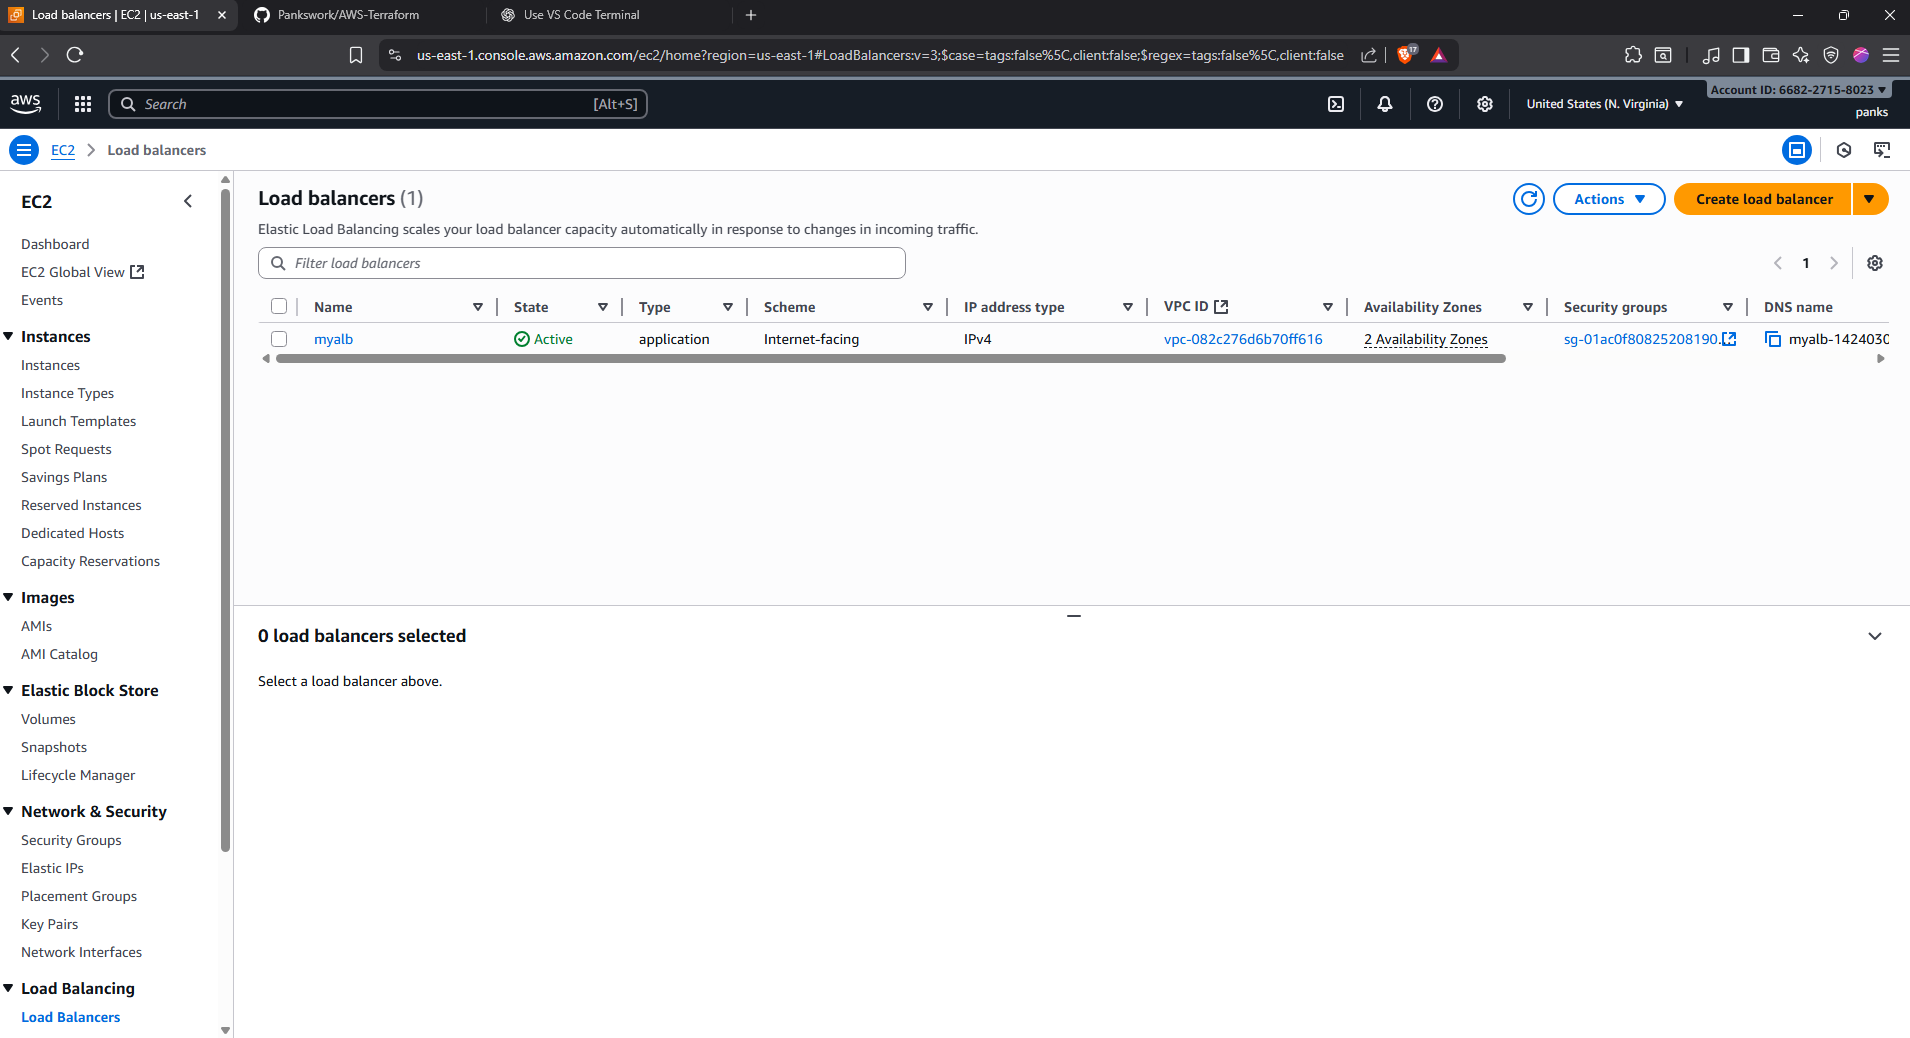 Load balancers | EC2 | us-east-1
Pankswork/AWS-Terraform
Use VS Code Terminal
us-east-1.console.aws.amazon.com/ec2/home?region=us-east-1#LoadBalancers:v=3;$case=tags:false%5C,client:false;$regex=tags:false%5C,client:false
17
aws
Search
[Alt+S]
United States (N. Virginia)
Account ID: 6682-2715-8023
panks
EC2
Load balancers
EC2
Dashboard
EC2 Global View
Events
Instances
Instances
Instance Types
Launch Templates
Spot Requests
Savings Plans
Reserved Instances
Dedicated Hosts
Capacity Reservations
Images
AMIs
AMI Catalog
Elastic Block Store
Volumes
Snapshots
Lifecycle Manager
Network & Security
Security Groups
Elastic IPs
Placement Groups
Key Pairs
Network Interfaces
Load Balancing
Load Balancers
Load balancers (1)
Actions
Create load balancer
Elastic Load Balancing scales your load balancer capacity automatically in response to changes in incoming traffic.
Filter load balancers
1
Name State Type Scheme IP address type VPC ID Availability Zones Security groups DNS name
myalb Active application Internet-facing IPv4 vpc-082c276d6b70ff616 2 Availability Zones sg-01ac0f80825208190 myalb-1424030
0 load balancers selected
Select a load balancer above.